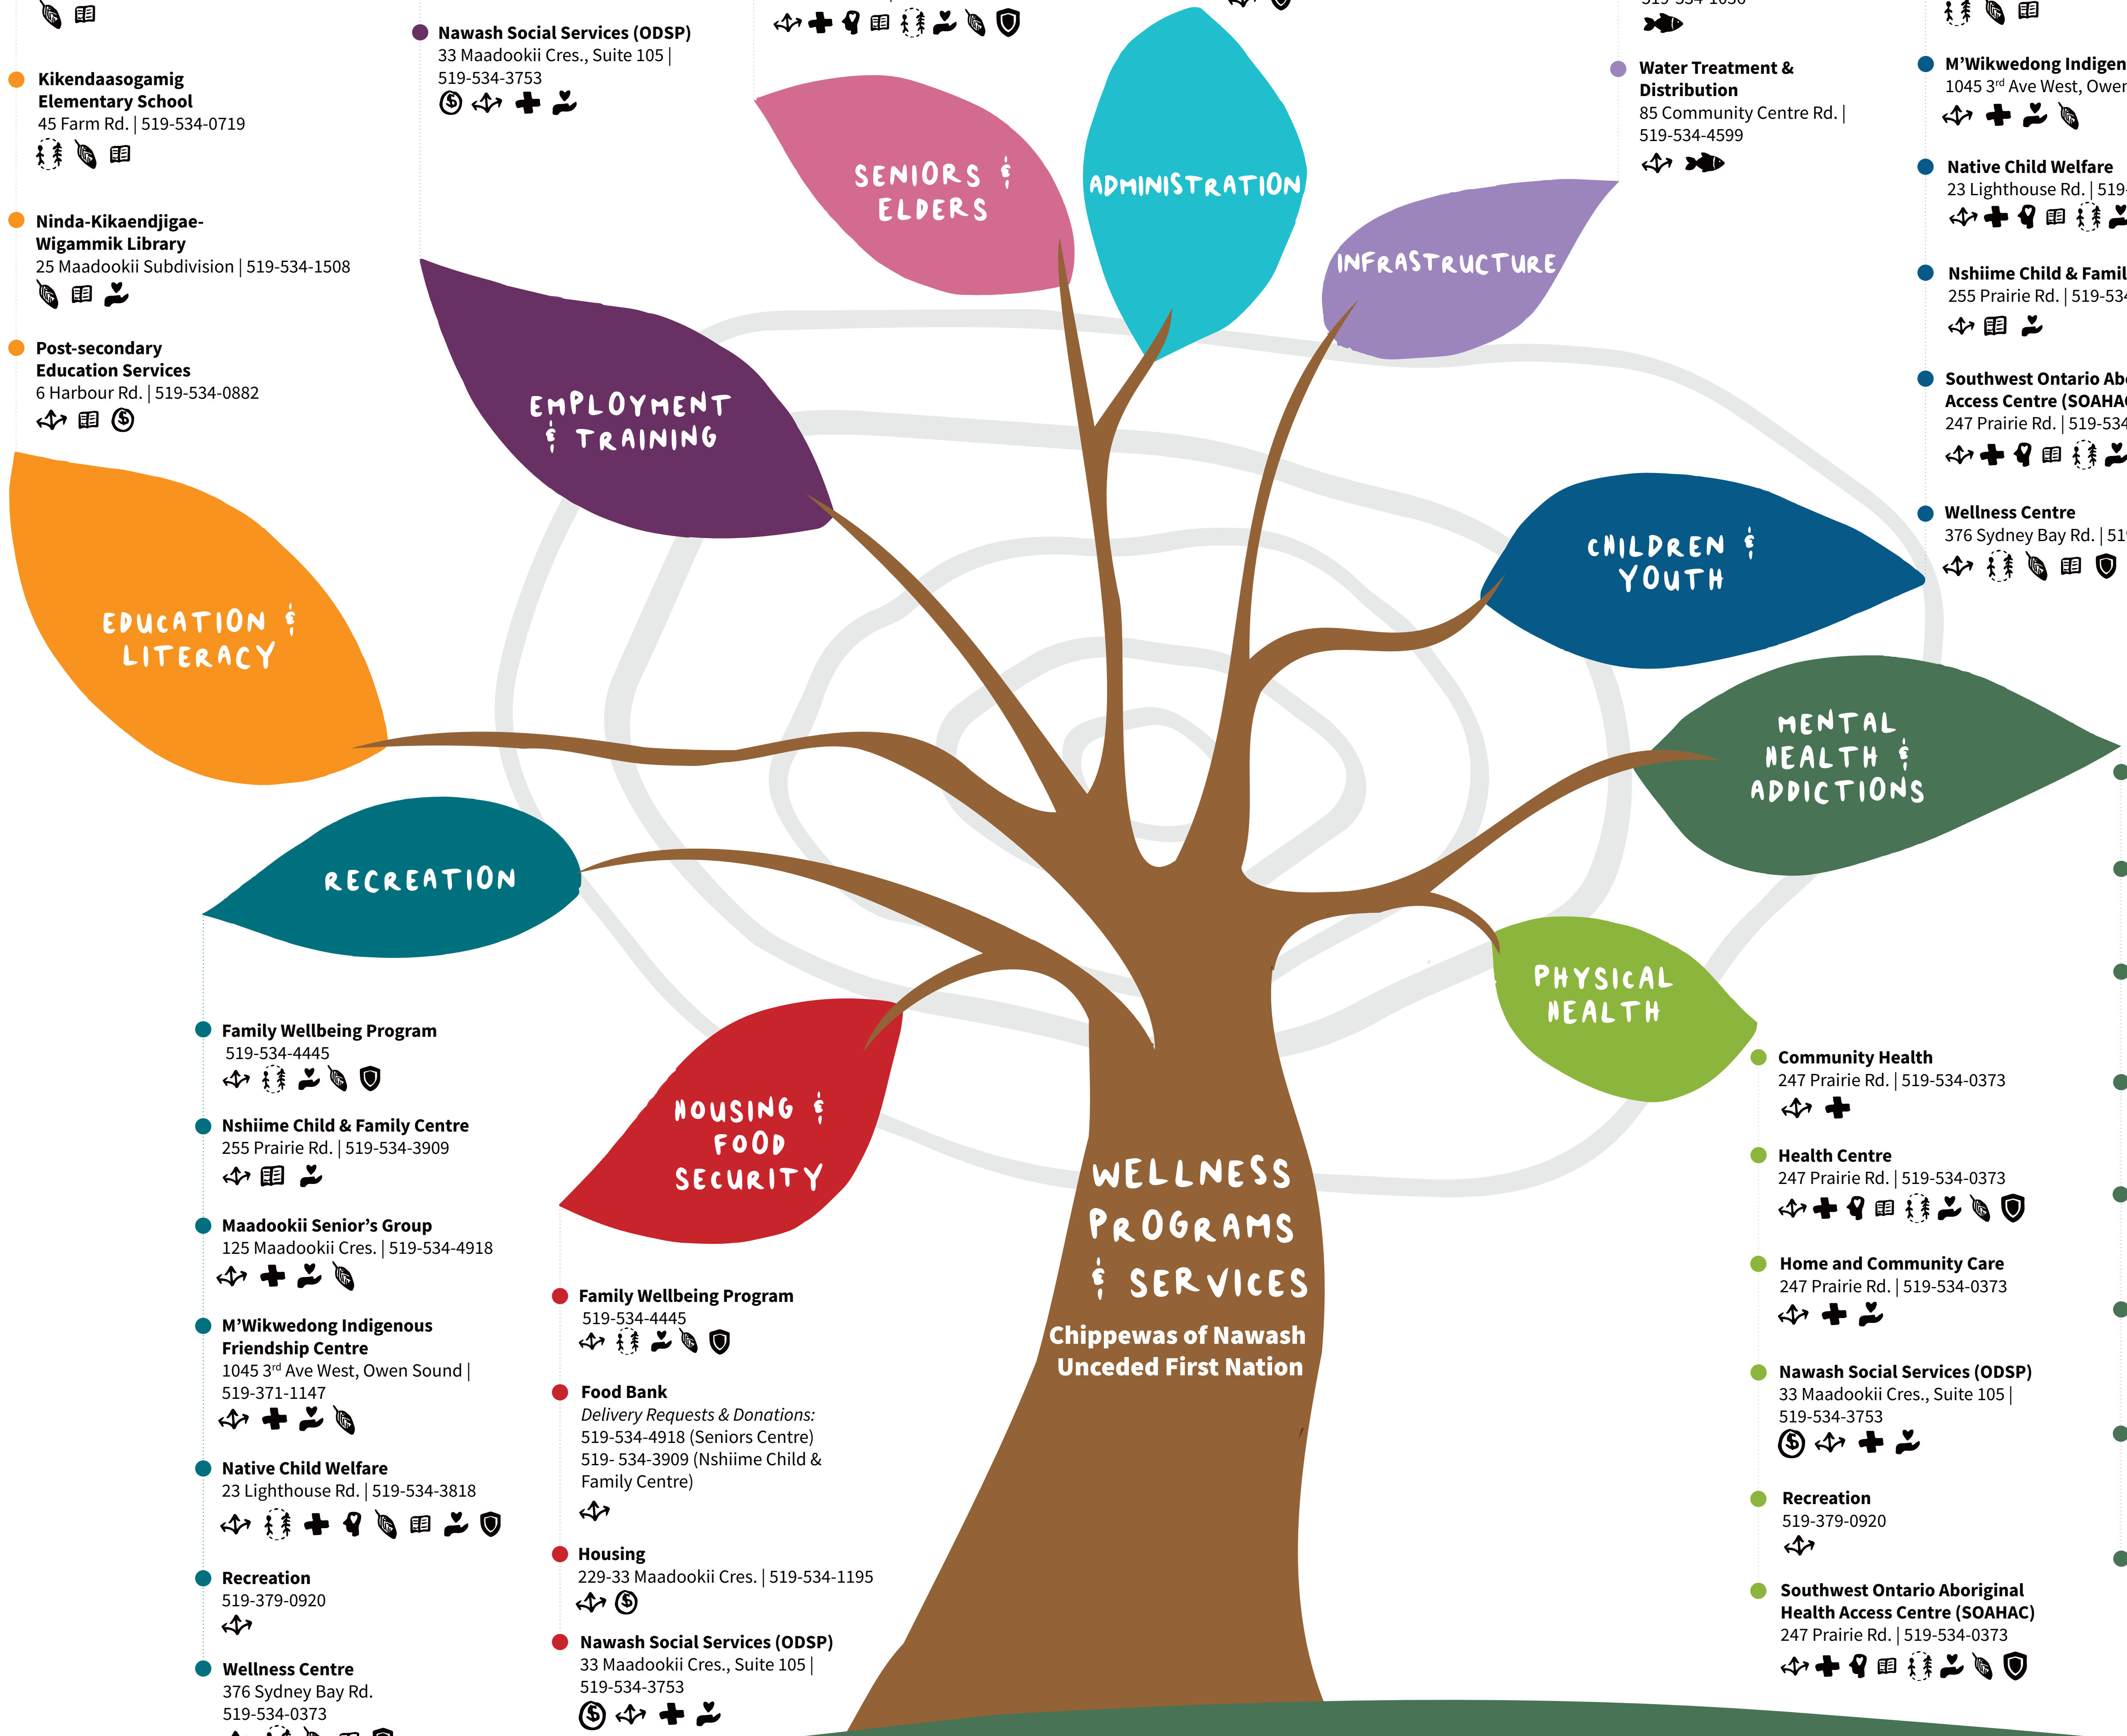 Kikendaasogamig
Elementary School
45 Farm Rd. | 519-534-0719
Ninda-Kikaendjigae-
Wigammik Library
25 Maadookii Subdivision | 519-534-1508
Post-secondary
Education Services
6 Harbour Rd. | 519-534-0882
EDUCATION &
LITERACY
Nawash Social Services (ODSP)
33 Maadookii Cres., Suite 105 |
519-534-3753
EMPLOYMENT
& TRAINING
SENIORS &
ELDERS
ADMINISTRATION
INFRASTRUCTURE
Water Treatment &
Distribution
85 Community Centre Rd. |
519-534-4599
M'Wikwedong
1045 3rd Ave West,
Native Child Welfare
23 Lighthouse Rd. | 519-
Nshiime Child &
255 Prairie Rd. |
Southwest Ontario
Access Centre
247 Prairie Rd. |
Wellness Centre
376 Sydney Bay Rd. |
CHILDREN &
YOUTH
MENTAL
HEALTH &
ADDICTIONS
PHYSICAL
HEALTH
Community Health
247 Prairie Rd. | 519-534-0373
Health Centre
247 Prairie Rd. | 519-534-0373
Home and Community Care
247 Prairie Rd. | 519-534-0373
Nawash Social Services (ODSP)
33 Maadookii Cres., Suite 105 |
519-534-3753
Recreation
519-379-0920
Southwest Ontario Aboriginal
Health Access Centre (SOAHAC)
247 Prairie Rd. | 519-534-0373
RECREATION
Family Wellbeing Program
519-534-4445
Nshiime Child & Family Centre
255 Prairie Rd. | 519-534-3909
Maadookii Senior's Group
125 Maadookii Cres. | 519-534-4918
M'Wikwedong Indigenous
Friendship Centre
1045 3rd Ave West, Owen Sound |
519-371-1147
Native Child Welfare
23 Lighthouse Rd. | 519-534-3818
Recreation
519-379-0920
Wellness Centre
376 Sydney Bay Rd.
519-534-0373
HOUSING &
FOOD
SECURITY
Family Wellbeing Program
519-534-4445
Food Bank
Delivery Requests & Donations:
519-534-4918 (Seniors Centre)
519- 534-3909 (Nshiime Child &
Family Centre)
Housing
229-33 Maadookii Cres. | 519-534-1195
Nawash Social Services (ODSP)
33 Maadookii Cres., Suite 105 |
519-534-3753
WELLNESS
PROGRAMS
& SERVICES
Chippewas of Nawash
Unceded First Nation